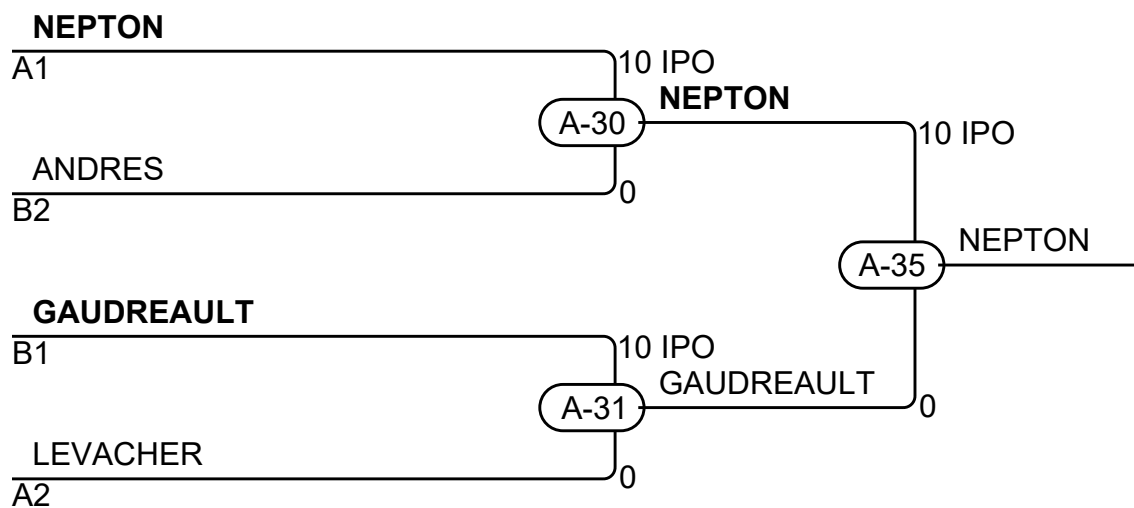 NEPTON
A1
10 IPO
A-30
NEPTON
10 IPO
ANDRES
B2
0
A-35
NEPTON
GAUDREAULT
B1
10 IPO
A-31
GAUDREAULT
0
LEVACHER
A2
0